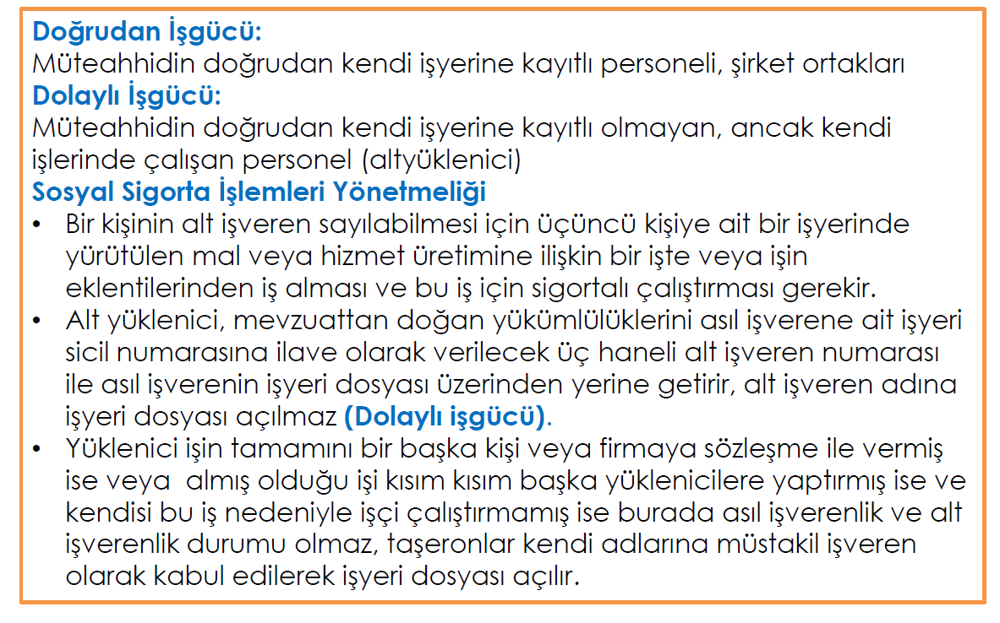 Doğrudan İşgücü:
Müteahhidin doğrudan kendi işyerine kayıtlı personeli, şirket ortakları
Dolaylı İşgücü:
Müteahhidin doğrudan kendi işyerine kayıtlı olmayan, ancak kendi
işlerinde çalışan personel (altyüklenici)
Sosyal Sigorta İşlemleri Yönetmeliği
• Bir kişinin alt işveren sayılabilmesi için üçüncü kişiye ait bir işyerinde
yürütülen mal veya hizmet üretimine ilişkin bir işte veya işin
eklentilerinden iş alması ve bu iş için sigortalı çalıştırması gerekir.
• Alt yüklenici, mevzuattan doğan yükümlülüklerini asıl işverene ait işyeri
sicil numarasına ilave olarak verilecek üç haneli alt işveren numarası
ile asıl işverenin işyeri dosyası üzerinden yerine getirir, alt işveren adına
işyeri dosyası açılmaz (Dolaylı işgücü).
• Yüklenici işin tamamını bir başka kişi veya firmaya sözleşme ile vermiş
ise veya almış olduğu işi kısım kısım başka yüklenicilere yaptırmış ise ve
kendisi bu iş nedeniyle işçi çalıştırmamış ise burada asıl işverenlik ve alt
işverenlik durumu olmaz, taşeronlar kendi adlarına müstakil işveren
olarak kabul edilerek işyeri dosyası açılır.